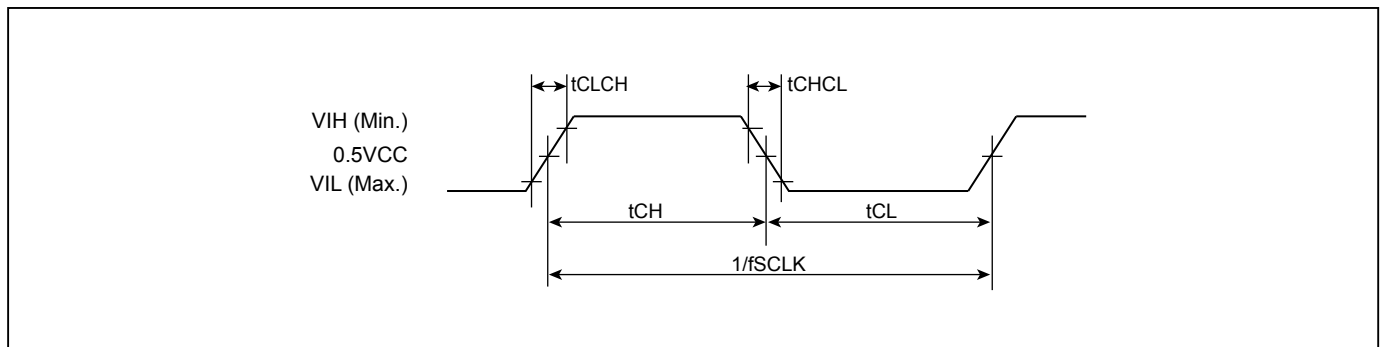 tCLCH
tCHCL
VIH (Min.)
0.5VCC
VIL (Max.)
tCH
tCL
1/fSCLK